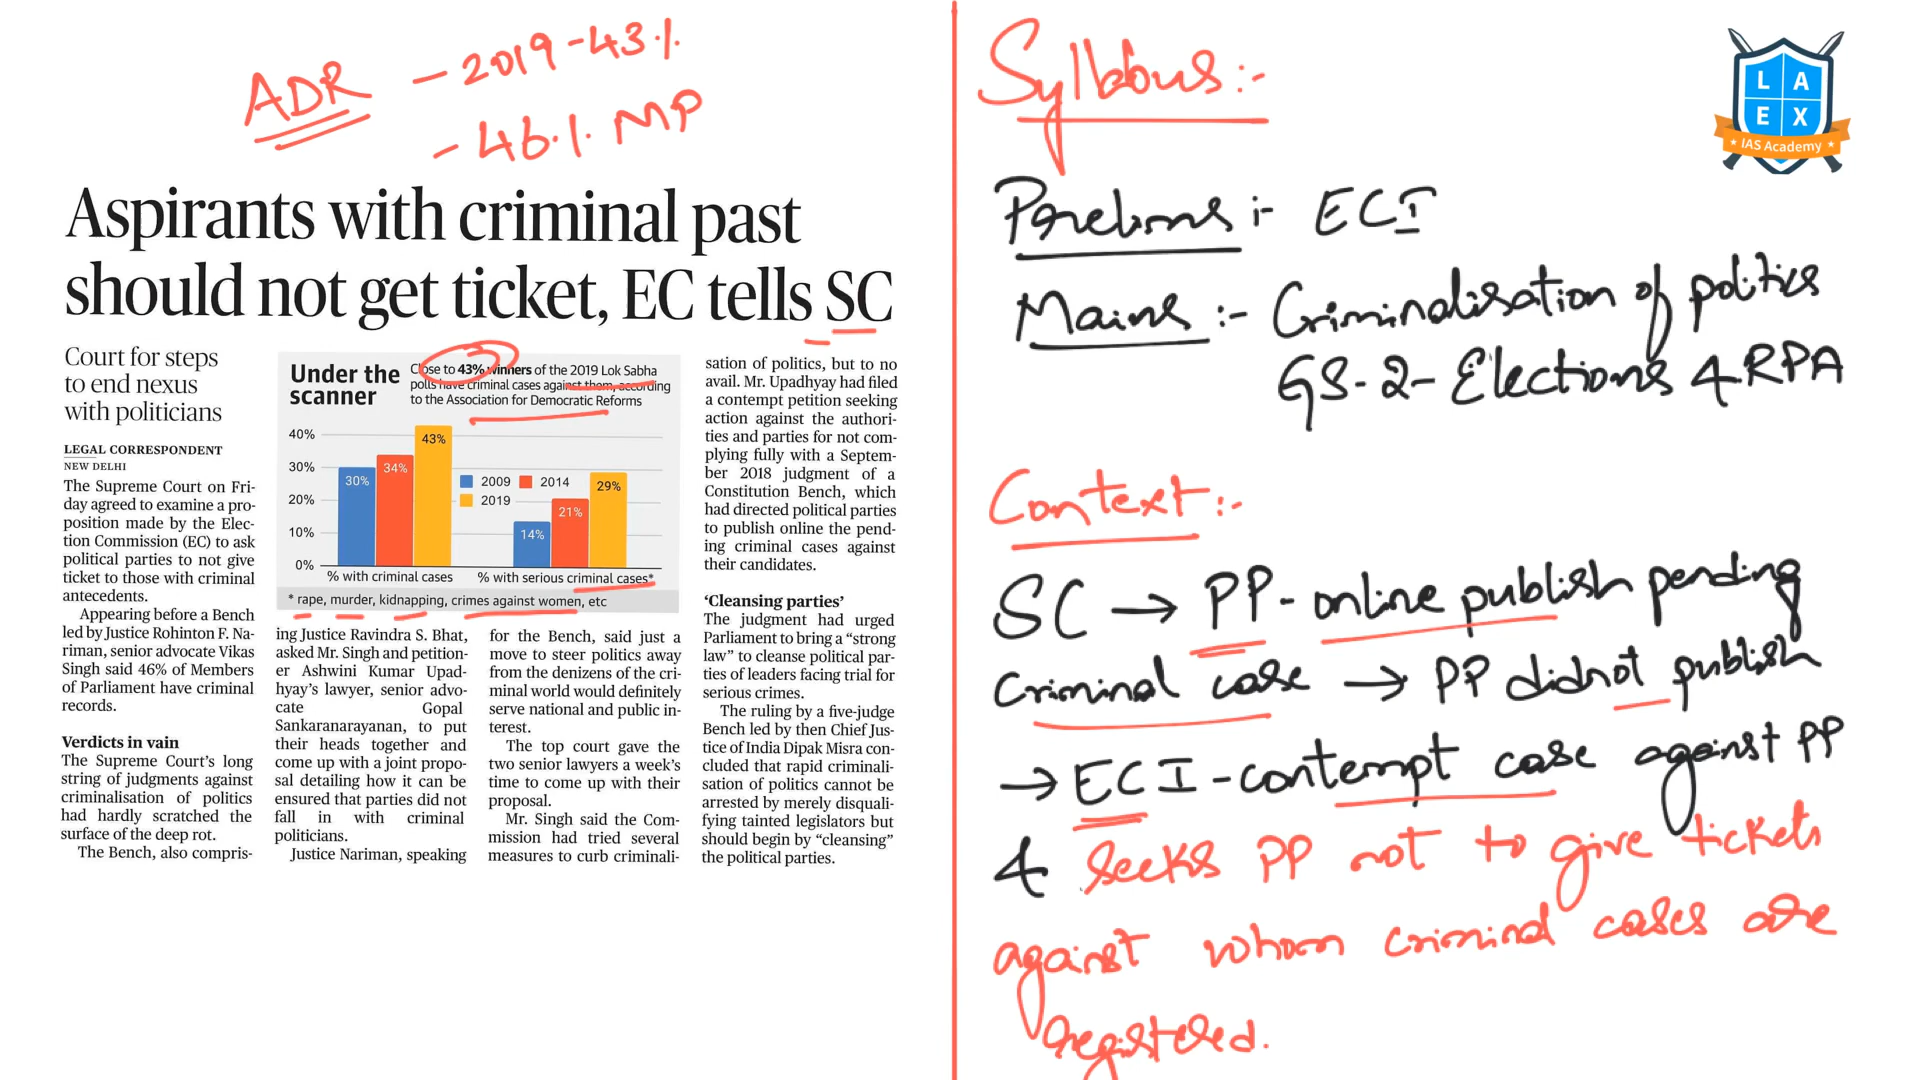 ADR - 2019 - 43%
- 46% MP
Aspirants with criminal past
should not get ticket, EC tells SC
Court for steps
to end nexus
with politicians
LEGAL CORRESPONDENT
NEW DELHI
The Supreme Court on Fri-
day agreed to examine a pro-
position made by the Elec-
tion Commission (EC) to ask
political parties to not give
ticket to those with criminal
antecedents.
Appearing before a Bench
led by Justice Rohinton F. Na-
riman, senior advocate Vikas
Singh said 46% of Members
of Parliament have criminal
records.
Verdicts in vain
The Supreme Court's long
string of judgments against
criminalisation of politics
had hardly scratched the
surface of the deep rot.
The Bench, also compris-
Under the
scanner
Close to 43% winners of the 2019 Lok Sabha
polls have criminal cases against them, according
to the Association for Democratic Reforms
40%
30%
20%
10%
0%
30%
34%
43%
2009 2014
2019
14%
21%
29%
% with criminal cases
% with serious criminal cases*
* rape, murder, kidnapping, crimes against women, etc
ing Justice Ravindra S. Bhat,
asked Mr. Singh and petition-
er Ashwini Kumar Upad-
hyay's lawyer, senior advo-
cate Gopal
Sankaranarayanan, to put
their heads together and
come up with a joint propo-
sal detailing how it can be
ensured that parties did not
fall in with criminal
politicians.
Justice Nariman, speaking
for the Bench, said just a
move to steer politics away
from the denizens of the cri-
minal world would definitely
serve national and public in-
terest.
The top court gave the
two senior lawyers a week's
time to come up with their
proposal.
Mr. Singh said the Com-
mission had tried several
measures to curb criminali-
sation of politics, but to no
avail. Mr. Upadhyay had filed
a contempt petition seeking
action against the authori-
ties and parties for not com-
plying fully with a Septem-
ber 2018 judgment of a
Constitution Bench, which
had directed political parties
to publish online the pend-
ing criminal cases against
their candidates.
'Cleansing parties'
The judgment had urged
Parliament to bring a "strong
law" to cleanse political par-
ties of leaders facing trial for
serious crimes.
The ruling by a five-judge
Bench led by then Chief Jus-
tice of India Dipak Misra con-
cluded that rapid criminali-
sation of politics cannot be
arrested by merely disquali-
fying tainted legislators but
should begin by "cleansing"
the political parties.
Syllabus :-
Prelims :- ECI
Mains :- Criminalisation of politics
GS-2- Elections & RPA
Context :-
SC → PP - online publish pending
criminal case → PP didnot publish
→ ECI - contempt case against PP
& seeks PP not to give tickets
against whom criminal cases are
registered.
L A
E X
IAS Academy